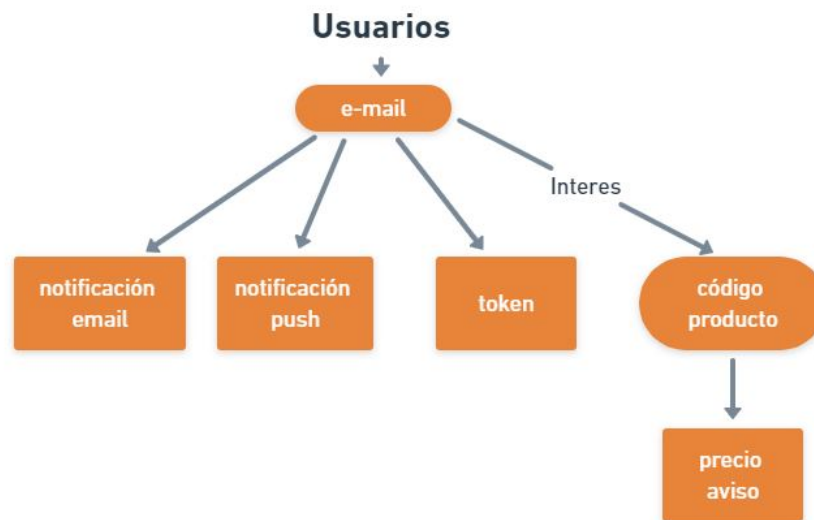 Usuarios
e-mail
Interes
notificación
email
notificación
push
token
código
producto
precio
aviso